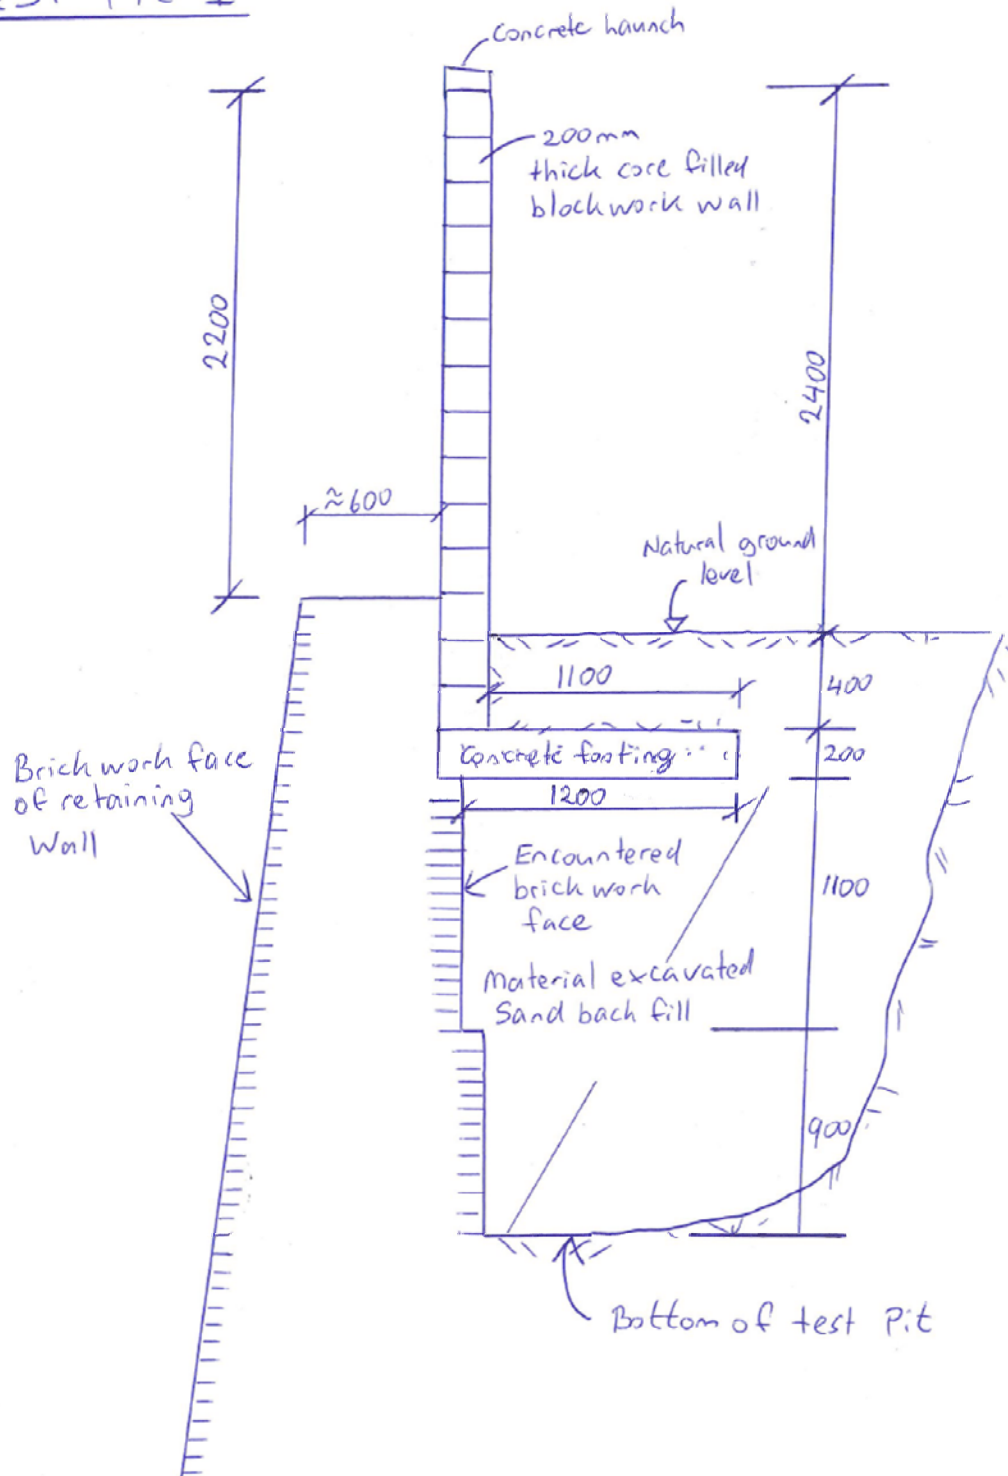 Concrete haunch
200mm
thick core filled
blockwork wall
2200
2400
≈600
Natural ground
level
1100
400
Concrete footing
200
1200
Brickwork face
of retaining
Wall
Encountered
brickwork
face
1100
Material excavated
Sand back fill
900
Bottom of test Pit